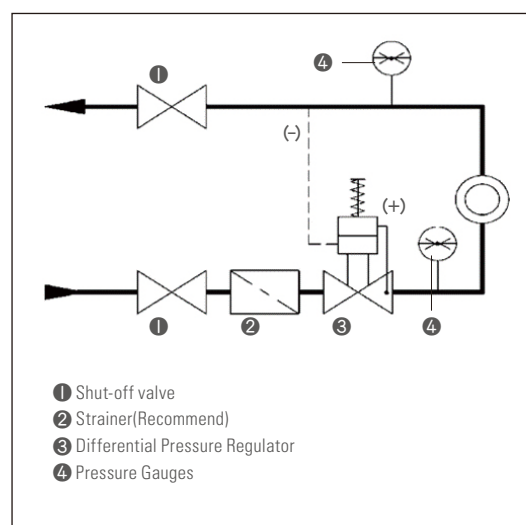 ❶
❹
(-)
(+)
❶
❷
❸
❹
❶ Shut-off valve
❷ Strainer(Recommend)
❸ Differential Pressure Regulator
❹ Pressure Gauges